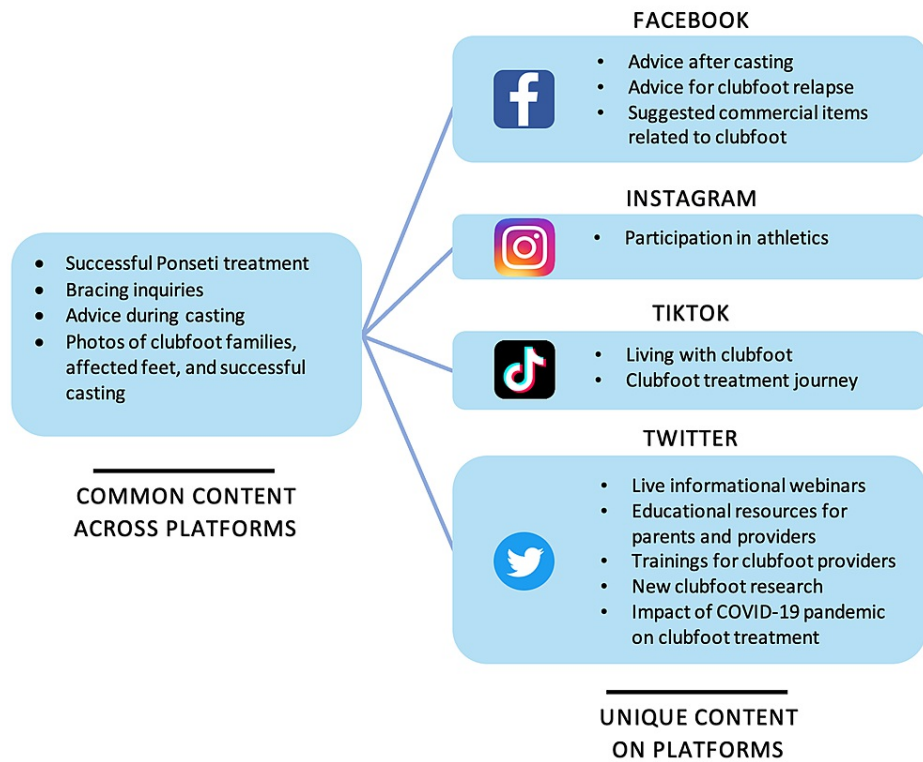 FACEBOOK
• Advice after casting
• Advice for clubfoot relapse
• Suggested commercial items
related to clubfoot
INSTAGRAM
• Participation in athletics
• Successful Ponseti treatment
• Bracing inquiries
• Advice during casting
• Photos of clubfoot families,
affected feet, and successful
casting
COMMON CONTENT
ACROSS PLATFORMS
TIKTOK
• Living with clubfoot
• Clubfoot treatment journey
TWITTER
• Live informational webinars
• Educational resources for
parents and providers
• Trainings for clubfoot providers
• New clubfoot research
• Impact of COVID-19 pandemic
on clubfoot treatment
UNIQUE CONTENT
ON PLATFORMS